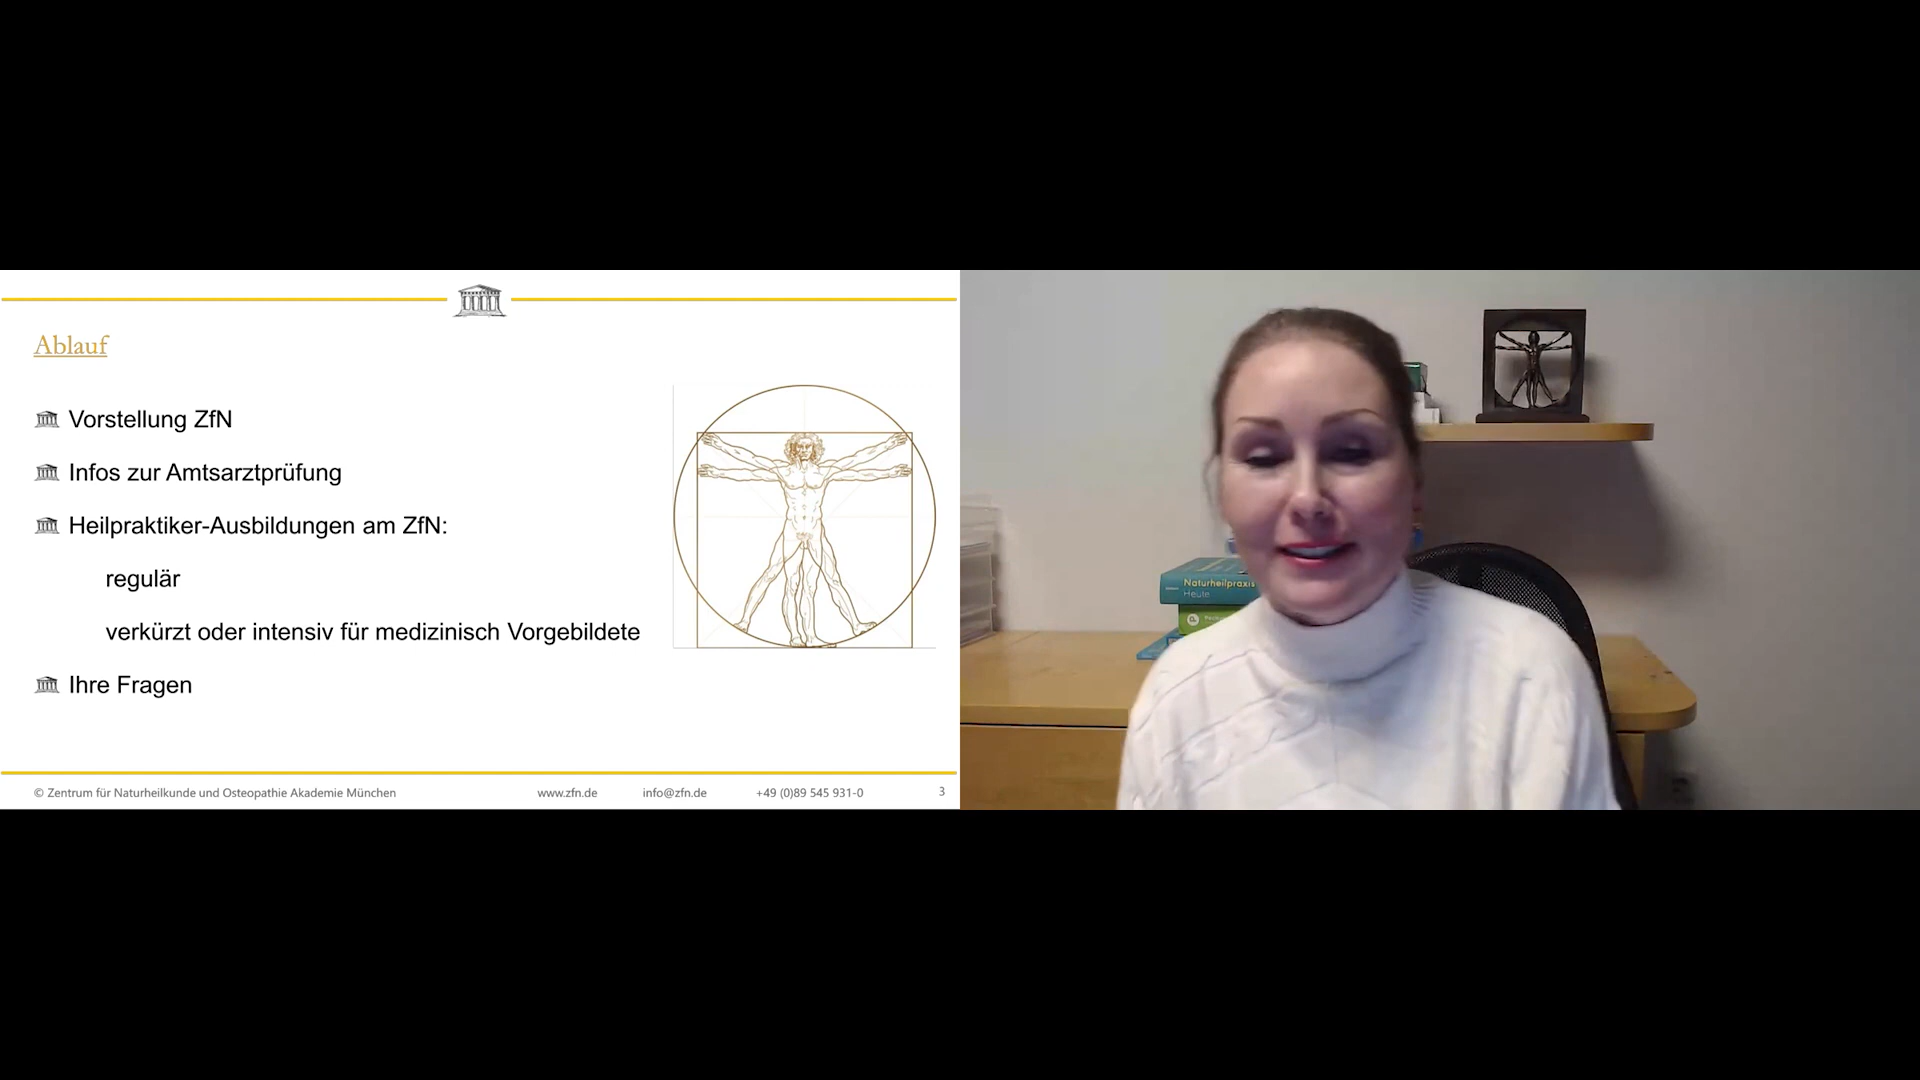 Ablauf
Vorstellung ZfN
Infos zur Amtsarztprüfung
Heilpraktiker-Ausbildungen am ZfN:
regulär
verkürzt oder intensiv für medizinisch Vorgebildete
Ihre Fragen
© Zentrum für Naturheilkunde und Osteopathie Akademie München www.zfn.de info@zfn.de +49 (0)89 545 931-0 3
Naturheilpraxis
Heute